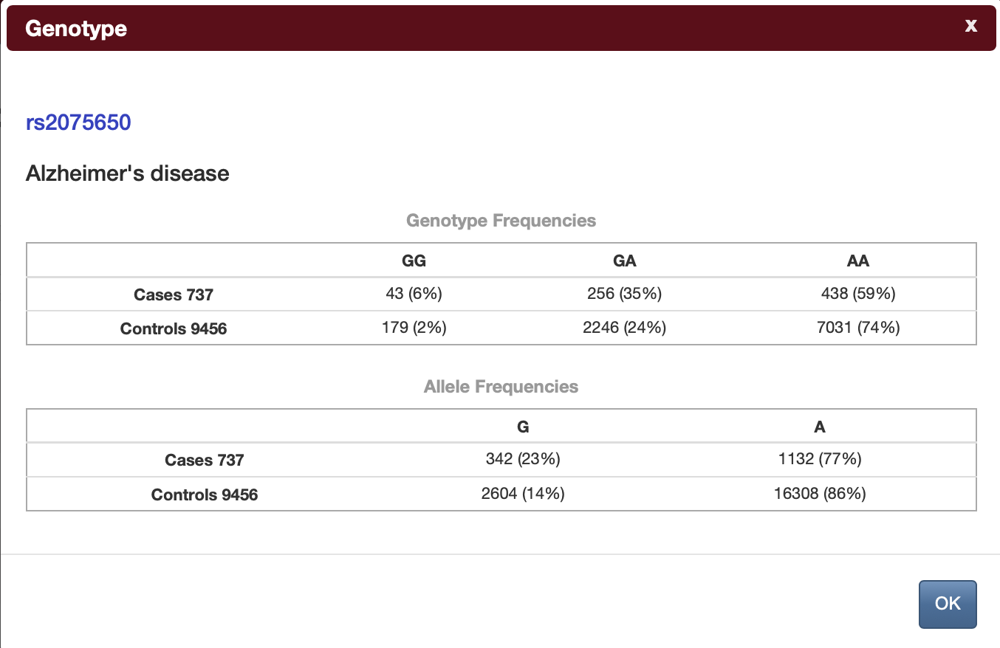 Genotype x
rs2075650
Alzheimer's disease
Genotype Frequencies
GG GA AA
Cases 737 43 (6%) 256 (35%) 438 (59%)
Controls 9456 179 (2%) 2246 (24%) 7031 (74%)
Allele Frequencies
G A
Cases 737 342 (23%) 1132 (77%)
Controls 9456 2604 (14%) 16308 (86%)
OK